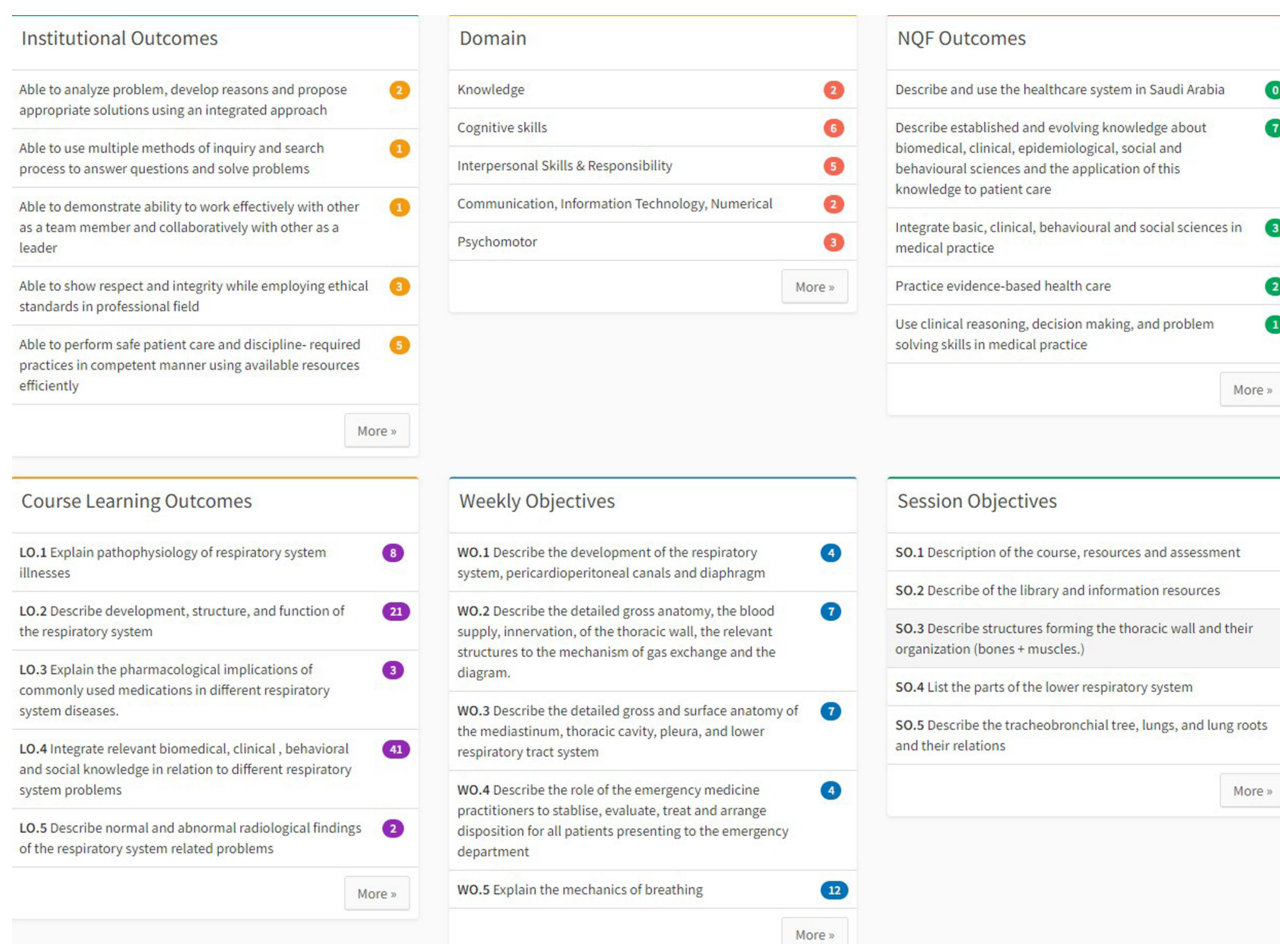 Institutional Outcomes
Able to analyze problem, develop reasons and propose
appropriate solutions using an integrated approach
2
Able to use multiple methods of inquiry and search
process to answer questions and solve problems
1
Able to demonstrate ability to work effectively with other
as a team member and collaboratively with other as a
leader
1
Able to show respect and integrity while employing ethical
standards in professional field
3
Able to perform safe patient care and discipline- required
practices in competent manner using available resources
efficiently
5
More »
Domain
Knowledge 2
Cognitive skills 6
Interpersonal Skills & Responsibility 5
Communication, Information Technology, Numerical 2
Psychomotor 3
More »
NQF Outcomes
Describe and use the healthcare system in Saudi Arabia 0
Describe established and evolving knowledge about
biomedical, clinical, epidemiological, social and
behavioural sciences and the application of this
knowledge to patient care
7
Integrate basic, clinical, behavioural and social sciences in
medical practice
3
Practice evidence-based health care 2
Use clinical reasoning, decision making, and problem
solving skills in medical practice
1
More »
Course Learning Outcomes
LO.1 Explain pathophysiology of respiratory system
illnesses
8
LO.2 Describe development, structure, and function of
the respiratory system
21
LO.3 Explain the pharmacological implications of
commonly used medications in different respiratory
system diseases.
3
LO.4 Integrate relevant biomedical, clinical , behavioral
and social knowledge in relation to different respiratory
system problems
41
LO.5 Describe normal and abnormal radiological findings
of the respiratory system related problems
2
More »
Weekly Objectives
WO.1 Describe the development of the respiratory
system, pericardioperitoneal canals and diaphragm
4
WO.2 Describe the detailed gross anatomy, the blood
supply, innervation, of the thoracic wall, the relevant
structures to the mechanism of gas exchange and the
diagram.
7
WO.3 Describe the detailed gross and surface anatomy of
the mediastinum, thoracic cavity, pleura, and lower
respiratory tract system
7
WO.4 Describe the role of the emergency medicine
practitioners to stablise, evaluate, treat and arrange
disposition for all patients presenting to the emergency
department
4
WO.5 Explain the mechanics of breathing 12
More »
Session Objectives
SO.1 Description of the course, resources and assessment
SO.2 Describe of the library and information resources
SO.3 Describe structures forming the thoracic wall and their
organization (bones + muscles.)
SO.4 List the parts of the lower respiratory system
SO.5 Describe the tracheobronchial tree, lungs, and lung roots
and their relations
More »